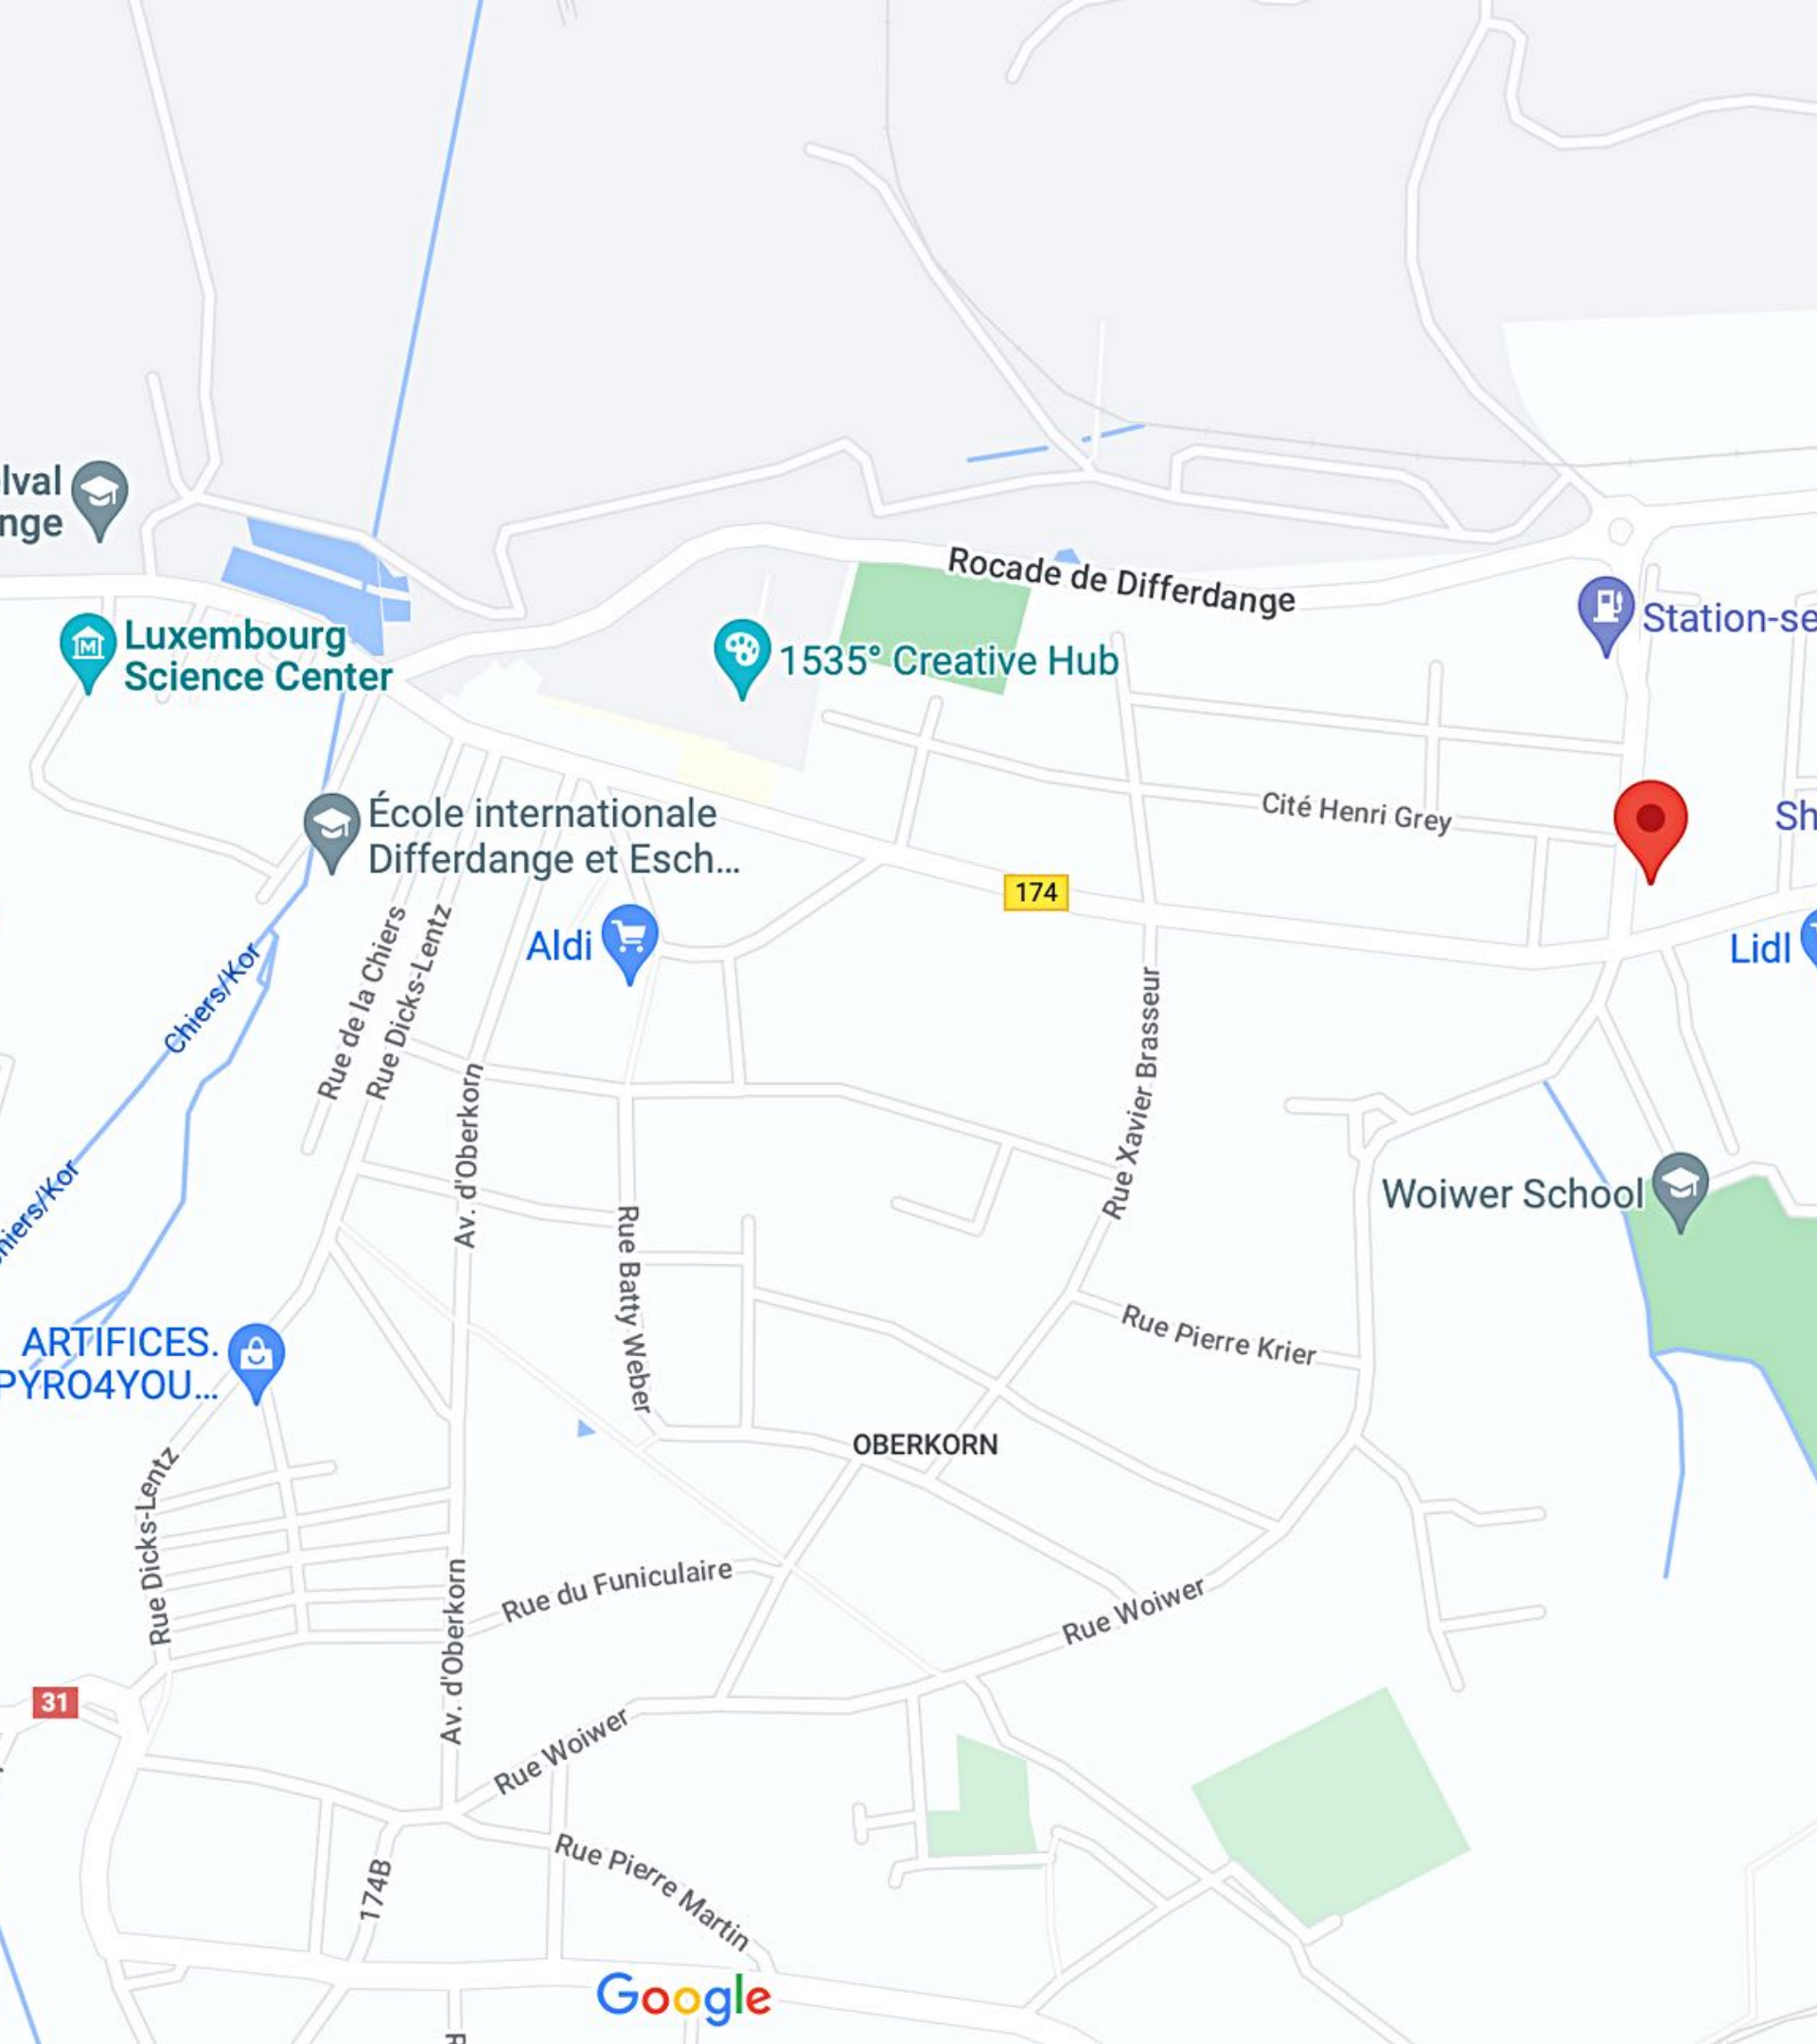 lval
nge
Luxembourg
Science Center
Rocade de Differdange
1535° Creative Hub
Station-se
École internationale
Differdange et Esch...
Cité Henri Grey
Sh
174
Aldi
Lidl
Chiers/Kor
Rue de la Chiers
Rue Dicks-Lentz
Av. d'Oberkorn
Rue Xavier Brasseur
Woiwer School
hiers/Kor
Rue Batty Weber
Rue Pierre Krier
ARTIFICES.
PYRO4YOU...
OBERKORN
Rue Dicks-Lentz
Av. d'Oberkorn
Rue du Funiculaire
Rue Woiwer
31
Rue Woiwer
174B
Rue Pierre Martin
Google